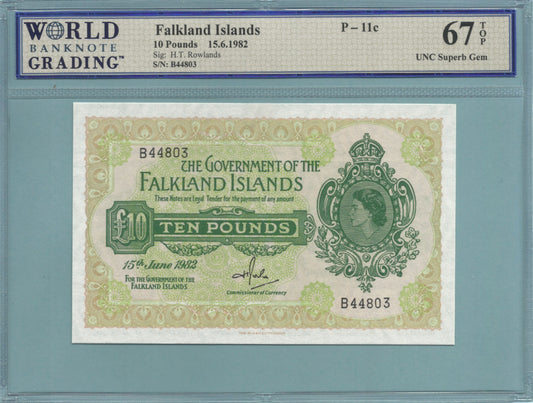 WORLD
BANKNOTE
GRADING™
Falkland Islands
10 Pounds 15.6.1982
Sig: H.T. Rowlands
S/N: B44803
P – 11c
67 TOP
UNC Superb Gem
B44803
THE GOVERNMENT OF THE
FALKLAND ISLANDS
These Notes are Legal Tender for the payment of any amount
£10
TEN POUNDS
15th June 1982
FOR THE GOVERNMENT OF THE
FALKLAND ISLANDS
Commissioner of Currency
B44803